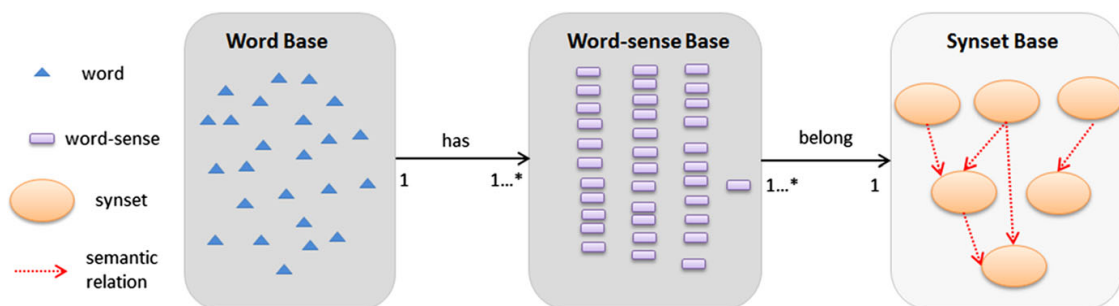 Word Base
Word-sense Base
Synset Base
word
word-sense
synset
semantic
relation
has
1
1...*
belong
1...*
1